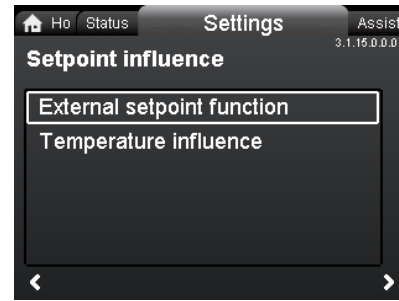 Ho Status Settings Assist
3.1.15.0.0.0
Setpoint influence
External setpoint function
Temperature influence